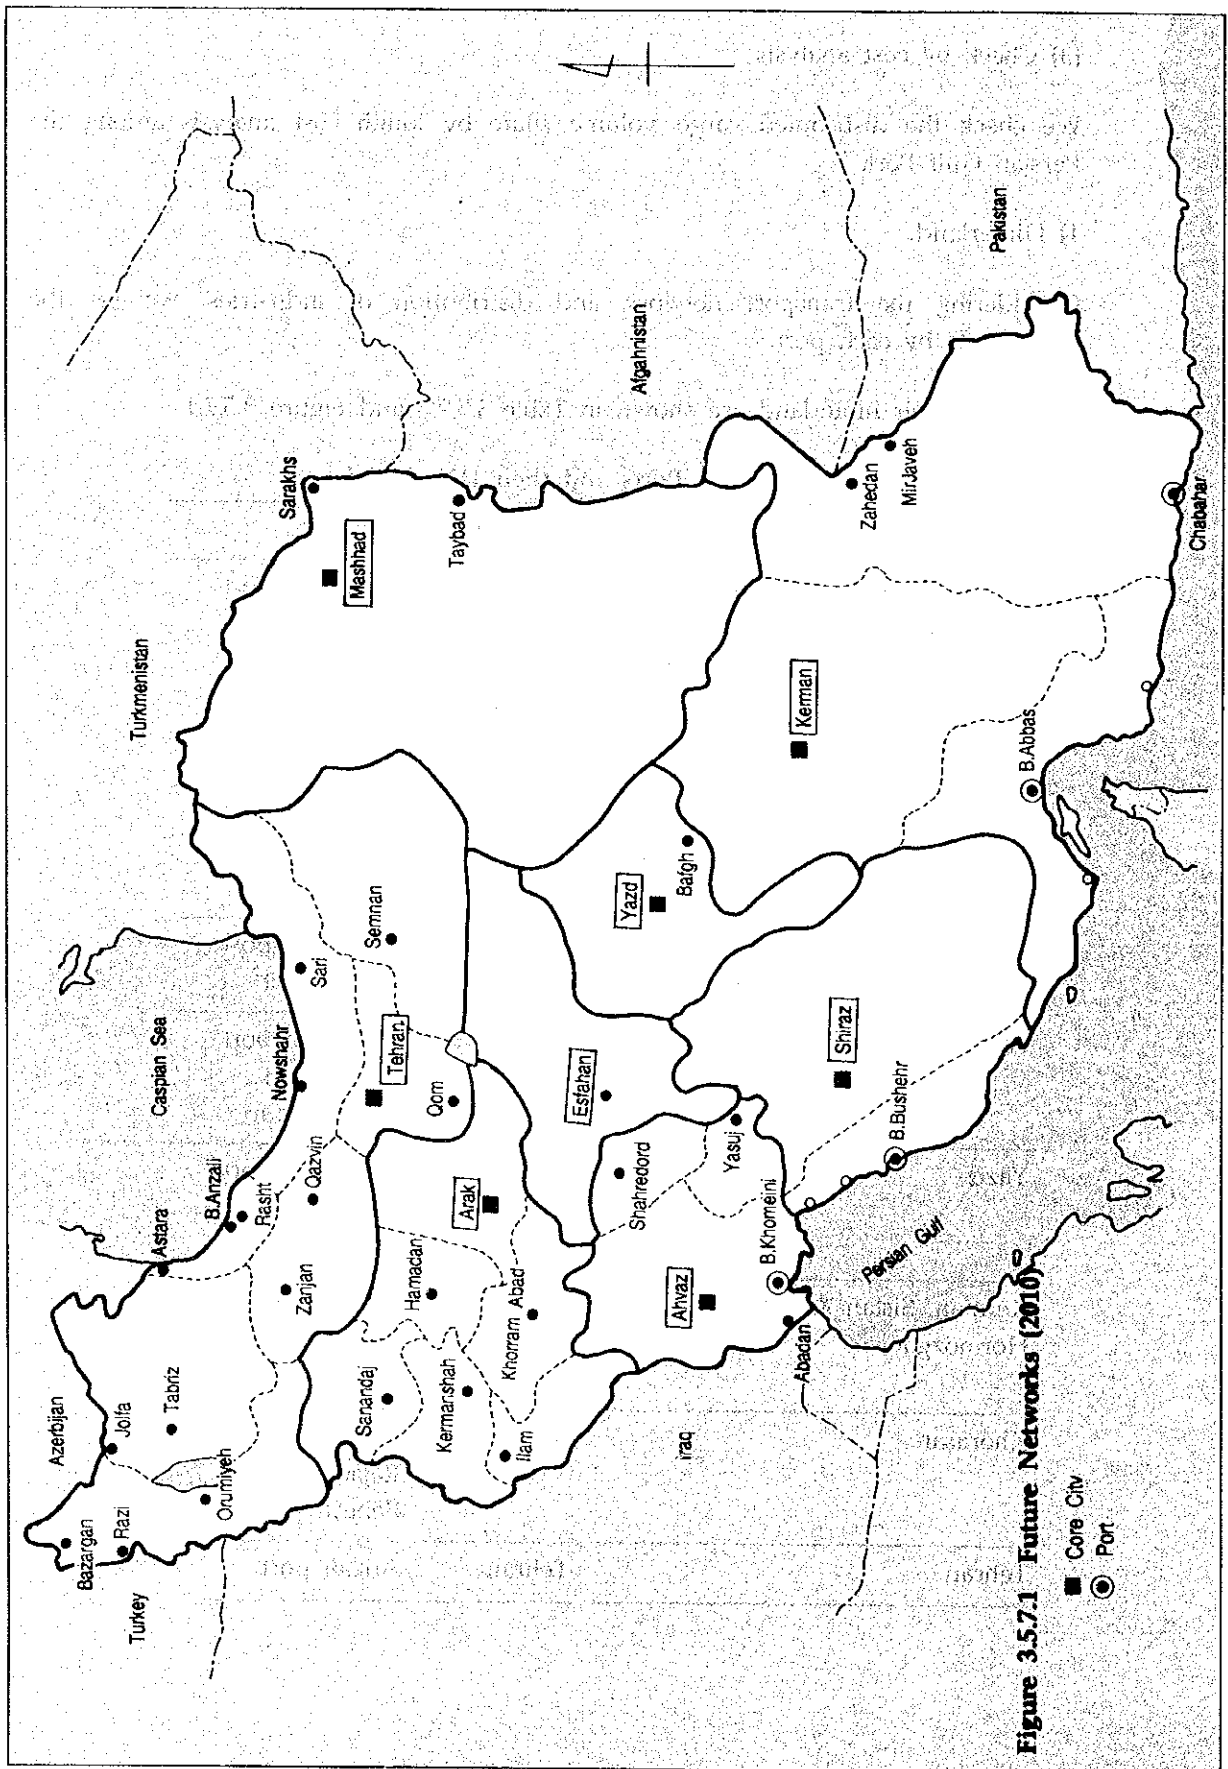 Turkey
Bazargan
Razi
Azerbijan
Jolfa
Tabriz
Orumiyeh
Astara
B.Anzali
Rasht
Caspian Sea
Turkmenistan
Zanjan
Qazvin
Nowshahr
Sari
Semnan
Tehran
Qom
Sarakhs
Mashhad
Taybad
Sanandaj
Hamadan
Kermanshah
Arak
Khorram Abad
Ilam
Esfahan
Shahredord
Yasuj
Yazd
Bafgh
Afgahnistan
Iraq
Ahvaz
B.Khomeini
Abadan
Shiraz
Kerman
Zahedan
MirJaveh
Pakistan
B.Bushehr
Persian Gulf
B.Abbas
Chabahar
Figure 3.5.7.1 Future Networks (2010)
Core City
Port